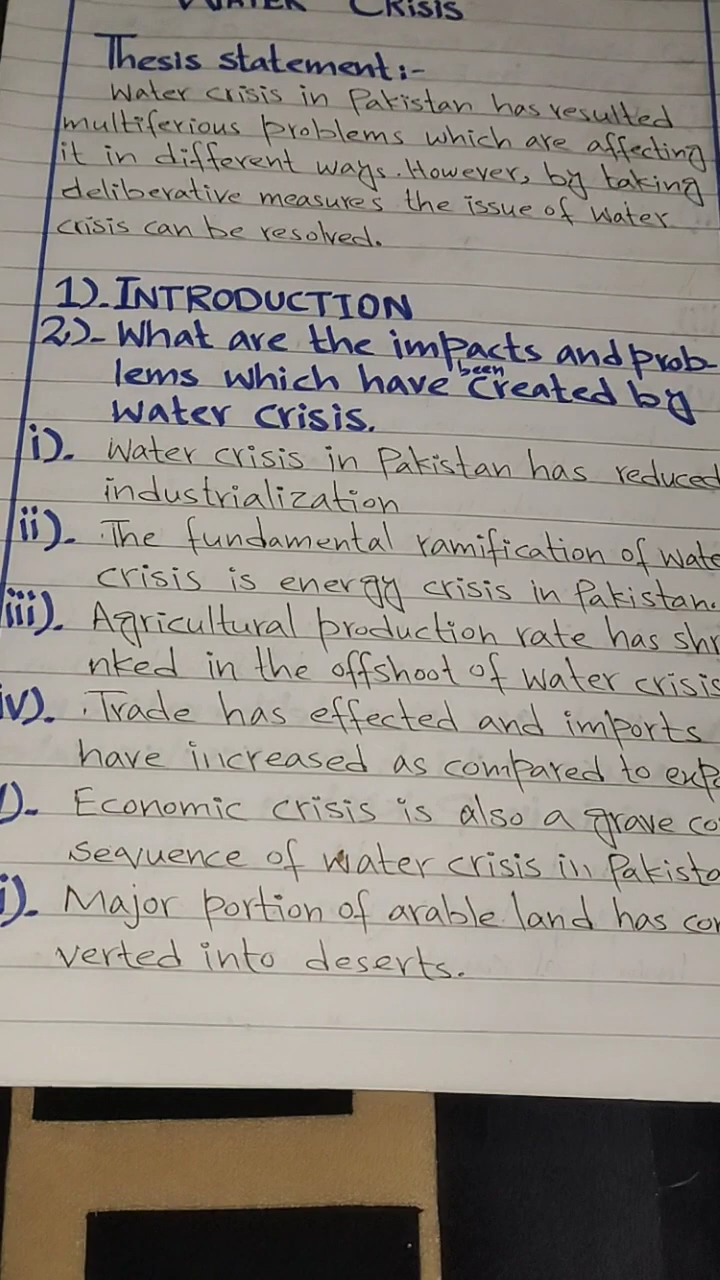 WATER CRISIS
Thesis statement:-
Water crisis in Pakistan has resulted
multiferious problems which are affecting
it in different ways. However, by taking
deliberative measures the issue of water
crisis can be resolved.
1). INTRODUCTION
2.)- What are the impacts and prob-
lems which have been created by
water crisis.
i). Water crisis in Pakistan has reduced
industrialization
ii). The fundamental ramification of wate
crisis is energy crisis in Pakistan.
iii). Agricultural production rate has shr
nked in the offshoot of water crisis
iv). Trade has effected and imports
have increased as compared to exp
). Economic crisis is also a grave co
sequence of water crisis in Pakista
i). Major portion of arable land has con
verted into deserts.